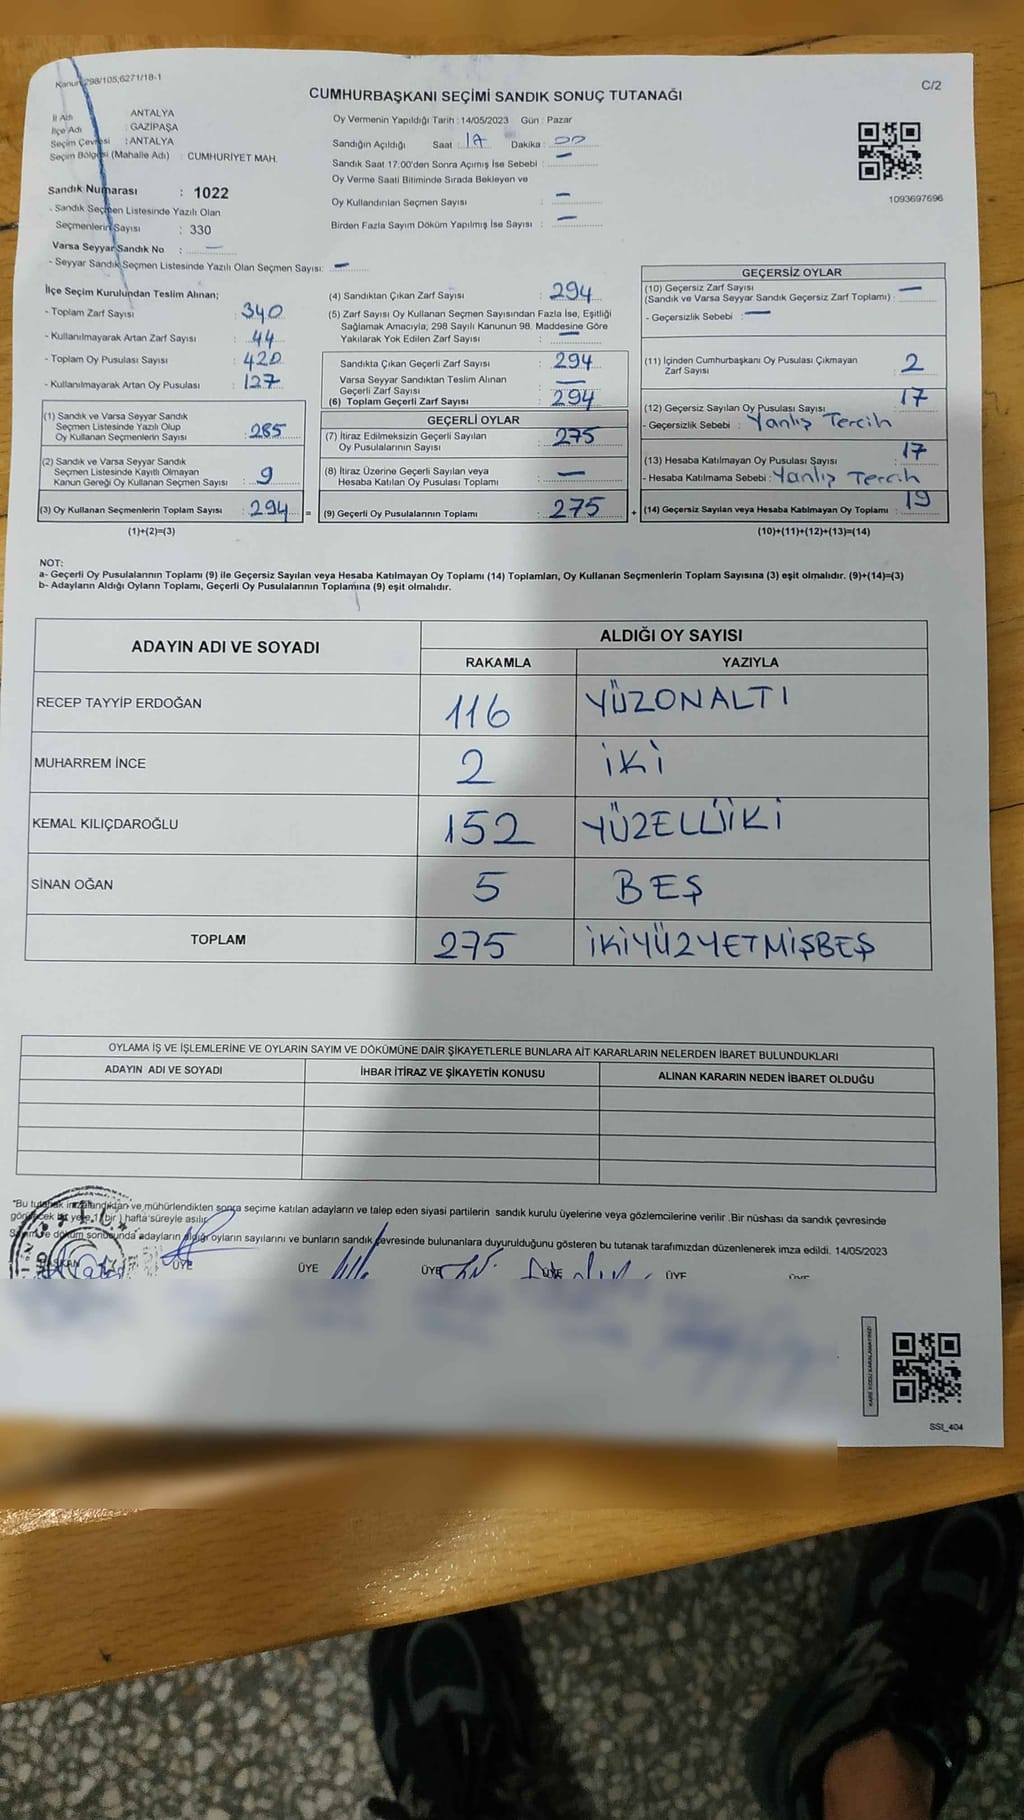 Kanun 298/105;6271/18-1
C/2
CUMHURBAŞKANI SEÇİMİ SANDIK SONUÇ TUTANAĞI
İl Adı ANTALYA
İlçe Adı : GAZİPAŞA
Seçim Çevresi : ANTALYA
Seçim Bölgesi (Mahalle Adı) : CUMHURİYET MAH.
Sandık Numarası : 1022
- Sandık Seçmen Listesinde Yazılı Olan
Seçmenlerin Sayısı : 330
Varsa Seyyar Sandık No : —
- Seyyar Sandık Seçmen Listesinde Yazılı Olan Seçmen Sayısı: —
Oy Vermenin Yapıldığı Tarih : 14/05/2023 Gün : Pazar
Sandığın Açıldığı Saat : 17 Dakika : 00
Sandık Saat 17:00'den Sonra Açımış İse Sebebi : —
Oy Verme Saati Bitiminde Sırada Bekleyen ve
Oy Kullandırılan Seçmen Sayısı : —
Birden Fazla Sayım Döküm Yapılmış İse Sayısı : —
1093697696
İlçe Seçim Kurulundan Teslim Alınan;
- Toplam Zarf Sayısı : 340
- Kullanılmayarak Artan Zarf Sayısı : 44
- Toplam Oy Pusulası Sayısı : 420
- Kullanılmayarak Artan Oy Pusulası : 127
(1) Sandık ve Varsa Seyyar Sandık
Seçmen Listesinde Yazılı Olup
Oy Kullanan Seçmenlerin Sayısı : 285
(2) Sandık ve Varsa Seyyar Sandık
Seçmen Listesinde Kayıtlı Olmayan
Kanun Gereği Oy Kullanan Seçmen Sayısı : 9
(3) Oy Kullanan Seçmenlerin Toplam Sayısı : 294 =
(1)+(2)=(3)
(4) Sandıktan Çıkan Zarf Sayısı : 294
(5) Zarf Sayısı Oy Kullanan Seçmen Sayısından Fazla İse, Eşitliği
Sağlamak Amacıyla; 298 Sayılı Kanunun 98. Maddesine Göre
Yakılarak Yok Edilen Zarf Sayısı : —
Sandıkta Çıkan Geçerli Zarf Sayısı : 294
Varsa Seyyar Sandıktan Teslim Alınan
Geçerli Zarf Sayısı : —
(6) Toplam Geçerli Zarf Sayısı : 294
GEÇERLİ OYLAR
(7) İtiraz Edilmeksizin Geçerli Sayılan
Oy Pusulasının Sayısı : 275
(8) İtiraz Üzerine Geçerli Sayılan veya
Hesaba Katılan Oy Pusulası Toplamı : —
(9) Geçerli Oy Pusulalarının Toplamı : 275 +
GEÇERSİZ OYLAR
(10) Geçersiz Zarf Sayısı —
(Sandık ve Varsa Seyyar Sandık Geçersiz Zarf Toplamı) :
- Geçersizlik Sebebi : —
(11) İçinden Cumhurbaşkanı Oy Pusulası Çıkmayan
Zarf Sayısı : 2
(12) Geçersiz Sayılan Oy Pusulası Sayısı : 17
- Geçersizlik Sebebi : Yanlış Tercih
(13) Hesaba Katılmayan Oy Pusulası Sayısı : 17
- Hesaba Katılmama Sebebi : Yanlış Tercih
(14) Geçersiz Sayılan veya Hesaba Katılmayan Oy Toplamı : 19
(10)+(11)+(12)+(13)=(14)
NOT:
a- Geçerli Oy Pusulalarının Toplamı (9) ile Geçersiz Sayılan veya Hesaba Katılmayan Oy Toplamı (14) Toplamları, Oy Kullanan Seçmenlerin Toplam Sayısına (3) eşit olmalıdır. (9)+(14)=(3)
b- Adayların Aldığı Oyların Toplamı, Geçerli Oy Pusulalarının Toplamına (9) eşit olmalıdır.
ADAYIN ADI VE SOYADI
ALDIĞI OY SAYISI
RAKAMLA YAZIYLA
RECEP TAYYİP ERDOĞAN 116 YÜZONALTI
MUHARREM İNCE 2 İKİ
KEMAL KILIÇDAROĞLU 152 YÜZELLİİKİ
SİNAN OĞAN 5 BEŞ
TOPLAM 275 İKİYÜZYETMİŞBEŞ
OYLAMA İŞ VE İŞLEMLERİNE VE OYLARIN SAYIM VE DÖKÜMÜNE DAİR ŞİKAYETLERLE BUNLARA AİT KARARLARIN NELERDEN İBARET BULUNDUKLARI
ADAYIN ADI VE SOYADI İHBAR İTİRAZ VE ŞİKAYETİN KONUSU ALINAN KARARIN NEDEN İBARET OLDUĞU
"Bu tutanak imzalandıktan ve mühürlendikten sonra seçime katılan adayların ve talep eden siyasi partilerin sandık kurulu üyelerine veya gözlemcilerine verilir .Bir nüshası da sandık çevresinde
görülecek bir yere 1 (bir ) hafta süreyle asılır
Sayım ve döküm sonucunda adayların aldığı oyların sayılarını ve bunların sandık çevresinde bulunanlara duyurulduğunu gösteren bu tutanak tarafımızdan düzenlenerek imza edildi. 14/05/2023
BAŞKAN ÜYE ÜYE ÜYE ÜYE ÜYE ÜYE
KARE KODU KARALAMAYINIZ!
SSI_404